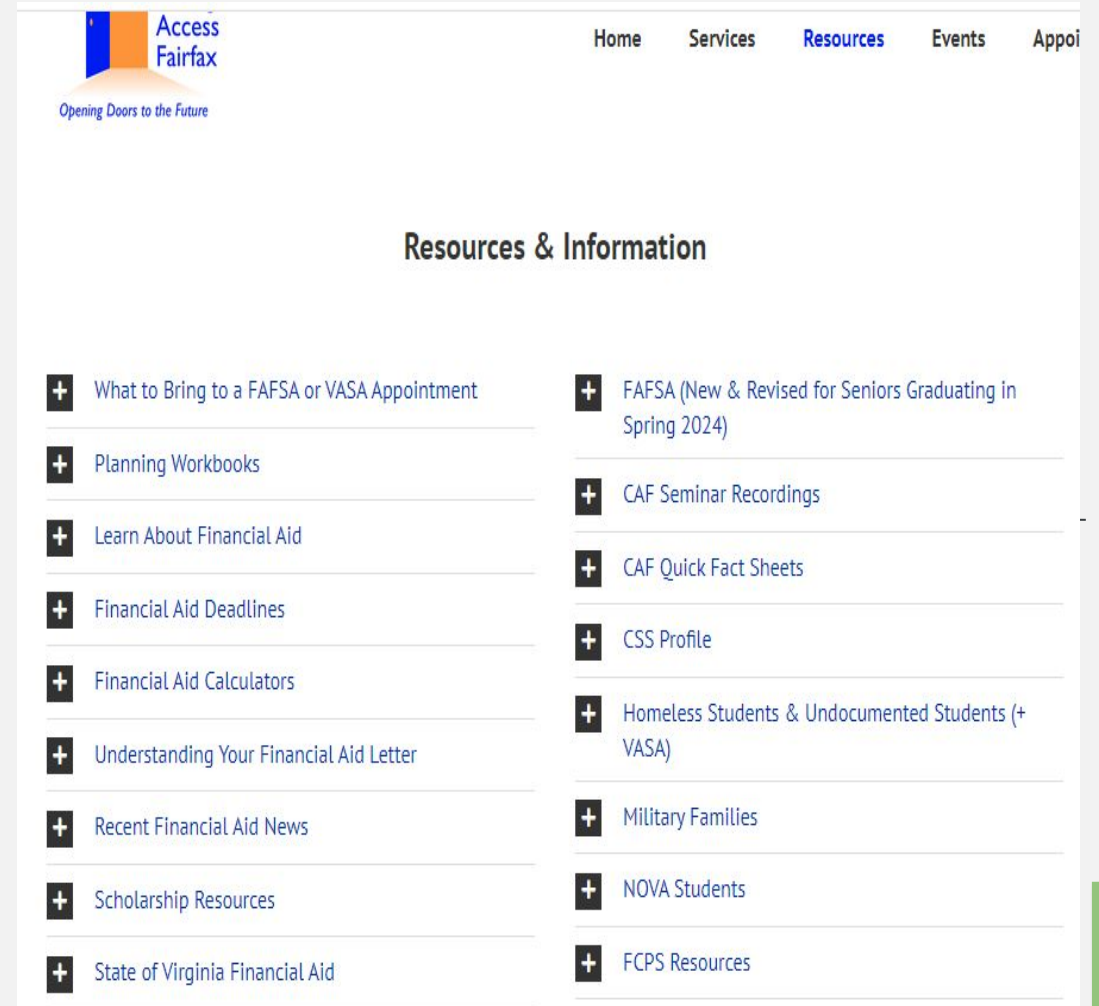 Access
Fairfax
Opening Doors to the Future
Home Services Resources Events
Resources & Information
What to Bring to a FAFSA or VASA Appointment
Planning Workbooks
Learn About Financial Aid
Financial Aid Deadlines
Financial Aid Calculators
Understanding Your Financial Aid Letter
Recent Financial Aid News
Scholarship Resources
State of Virginia Financial Aid
FAFSA (New & Revised for Seniors Graduating in
Spring 2024)
CAF Seminar Recordings
CAF Quick Fact Sheets
CSS Profile
Homeless Students & Undocumented Students (+
VASA)
Military Families
NOVA Students
FCPS Resources